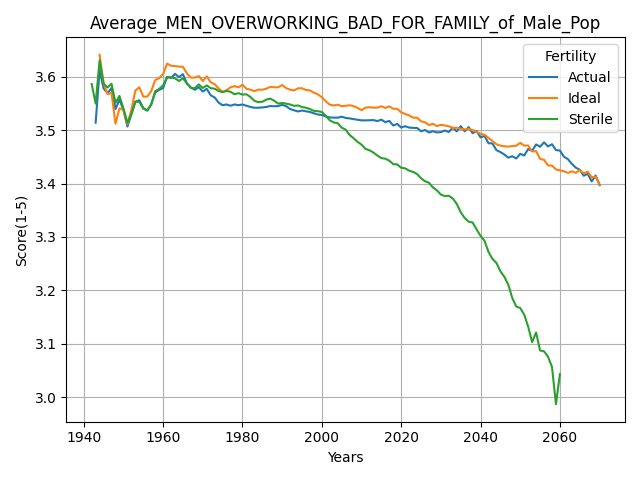 Average_MEN_OVERWORKING_BAD_FOR_FAMILY_of_Male_Pop
Fertility
Actual
Ideal
Sterile
Score(1-5)
3.6
3.5
3.4
3.3
3.2
3.1
3.0
1940
1960
1980
2000
2020
2040
2060
Years